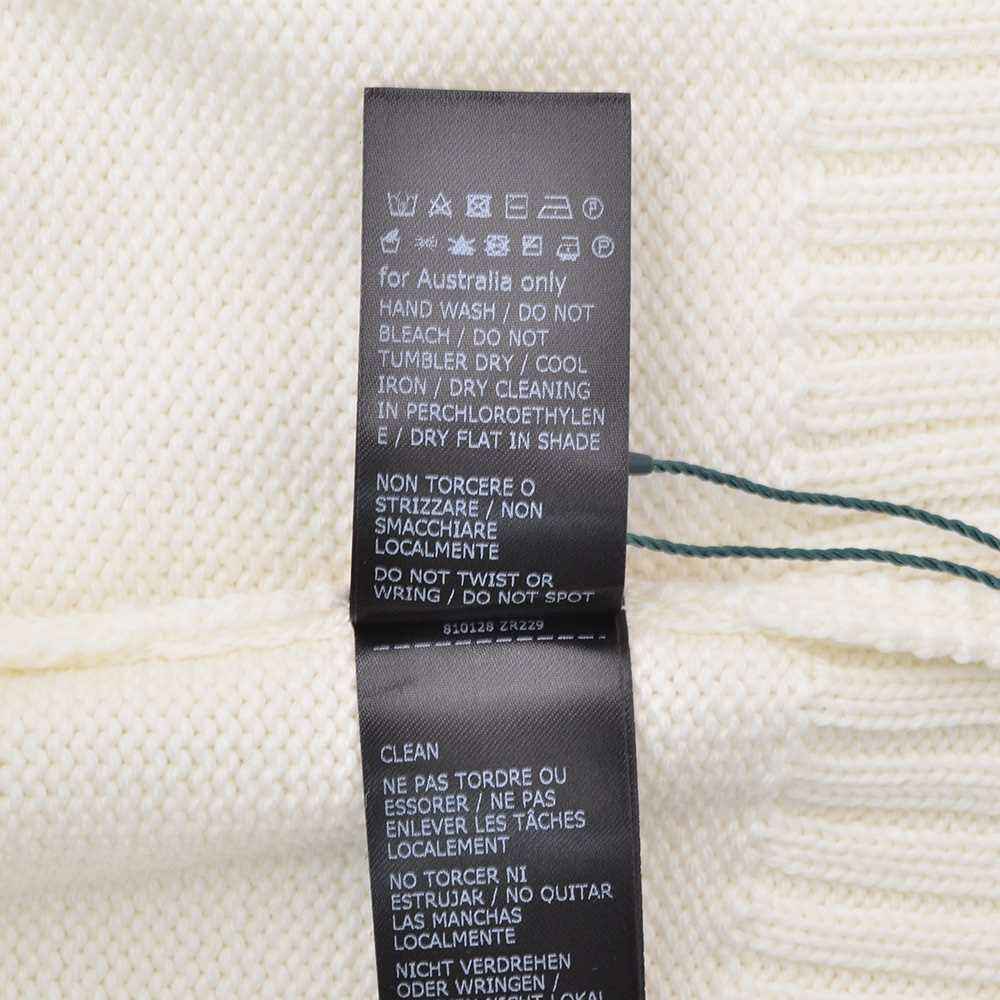 for Australia only
HAND WASH / DO NOT
BLEACH / DO NOT
TUMBLER DRY / COOL
IRON / DRY CLEANING
IN PERCHLOROETHYLEN
E / DRY FLAT IN SHADE
NON TORCERE O
STRIZZARE / NON
SMACCHIARE
LOCALMENTE
DO NOT TWIST OR
WRING / DO NOT SPOT
810128 ZR229
CLEAN
NE PAS TORDRE OU
ESSORER / NE PAS
ENLEVER LES TÂCHES
LOCALEMENT
NO TORCER NI
ESTRUJAR / NO QUITAR
LAS MANCHAS
LOCALMENTE
NICHT VERDREHEN
ODER WRINGEN /
NICHT LOKAL